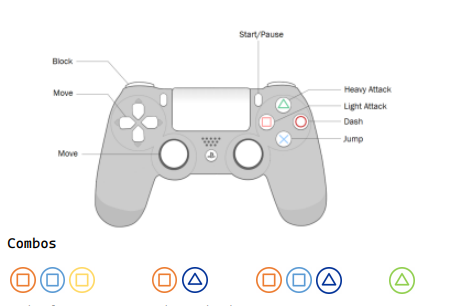 Start/Pause
Block
Heavy Attack
Move
Light Attack
Dash
Jump
Move
Combos